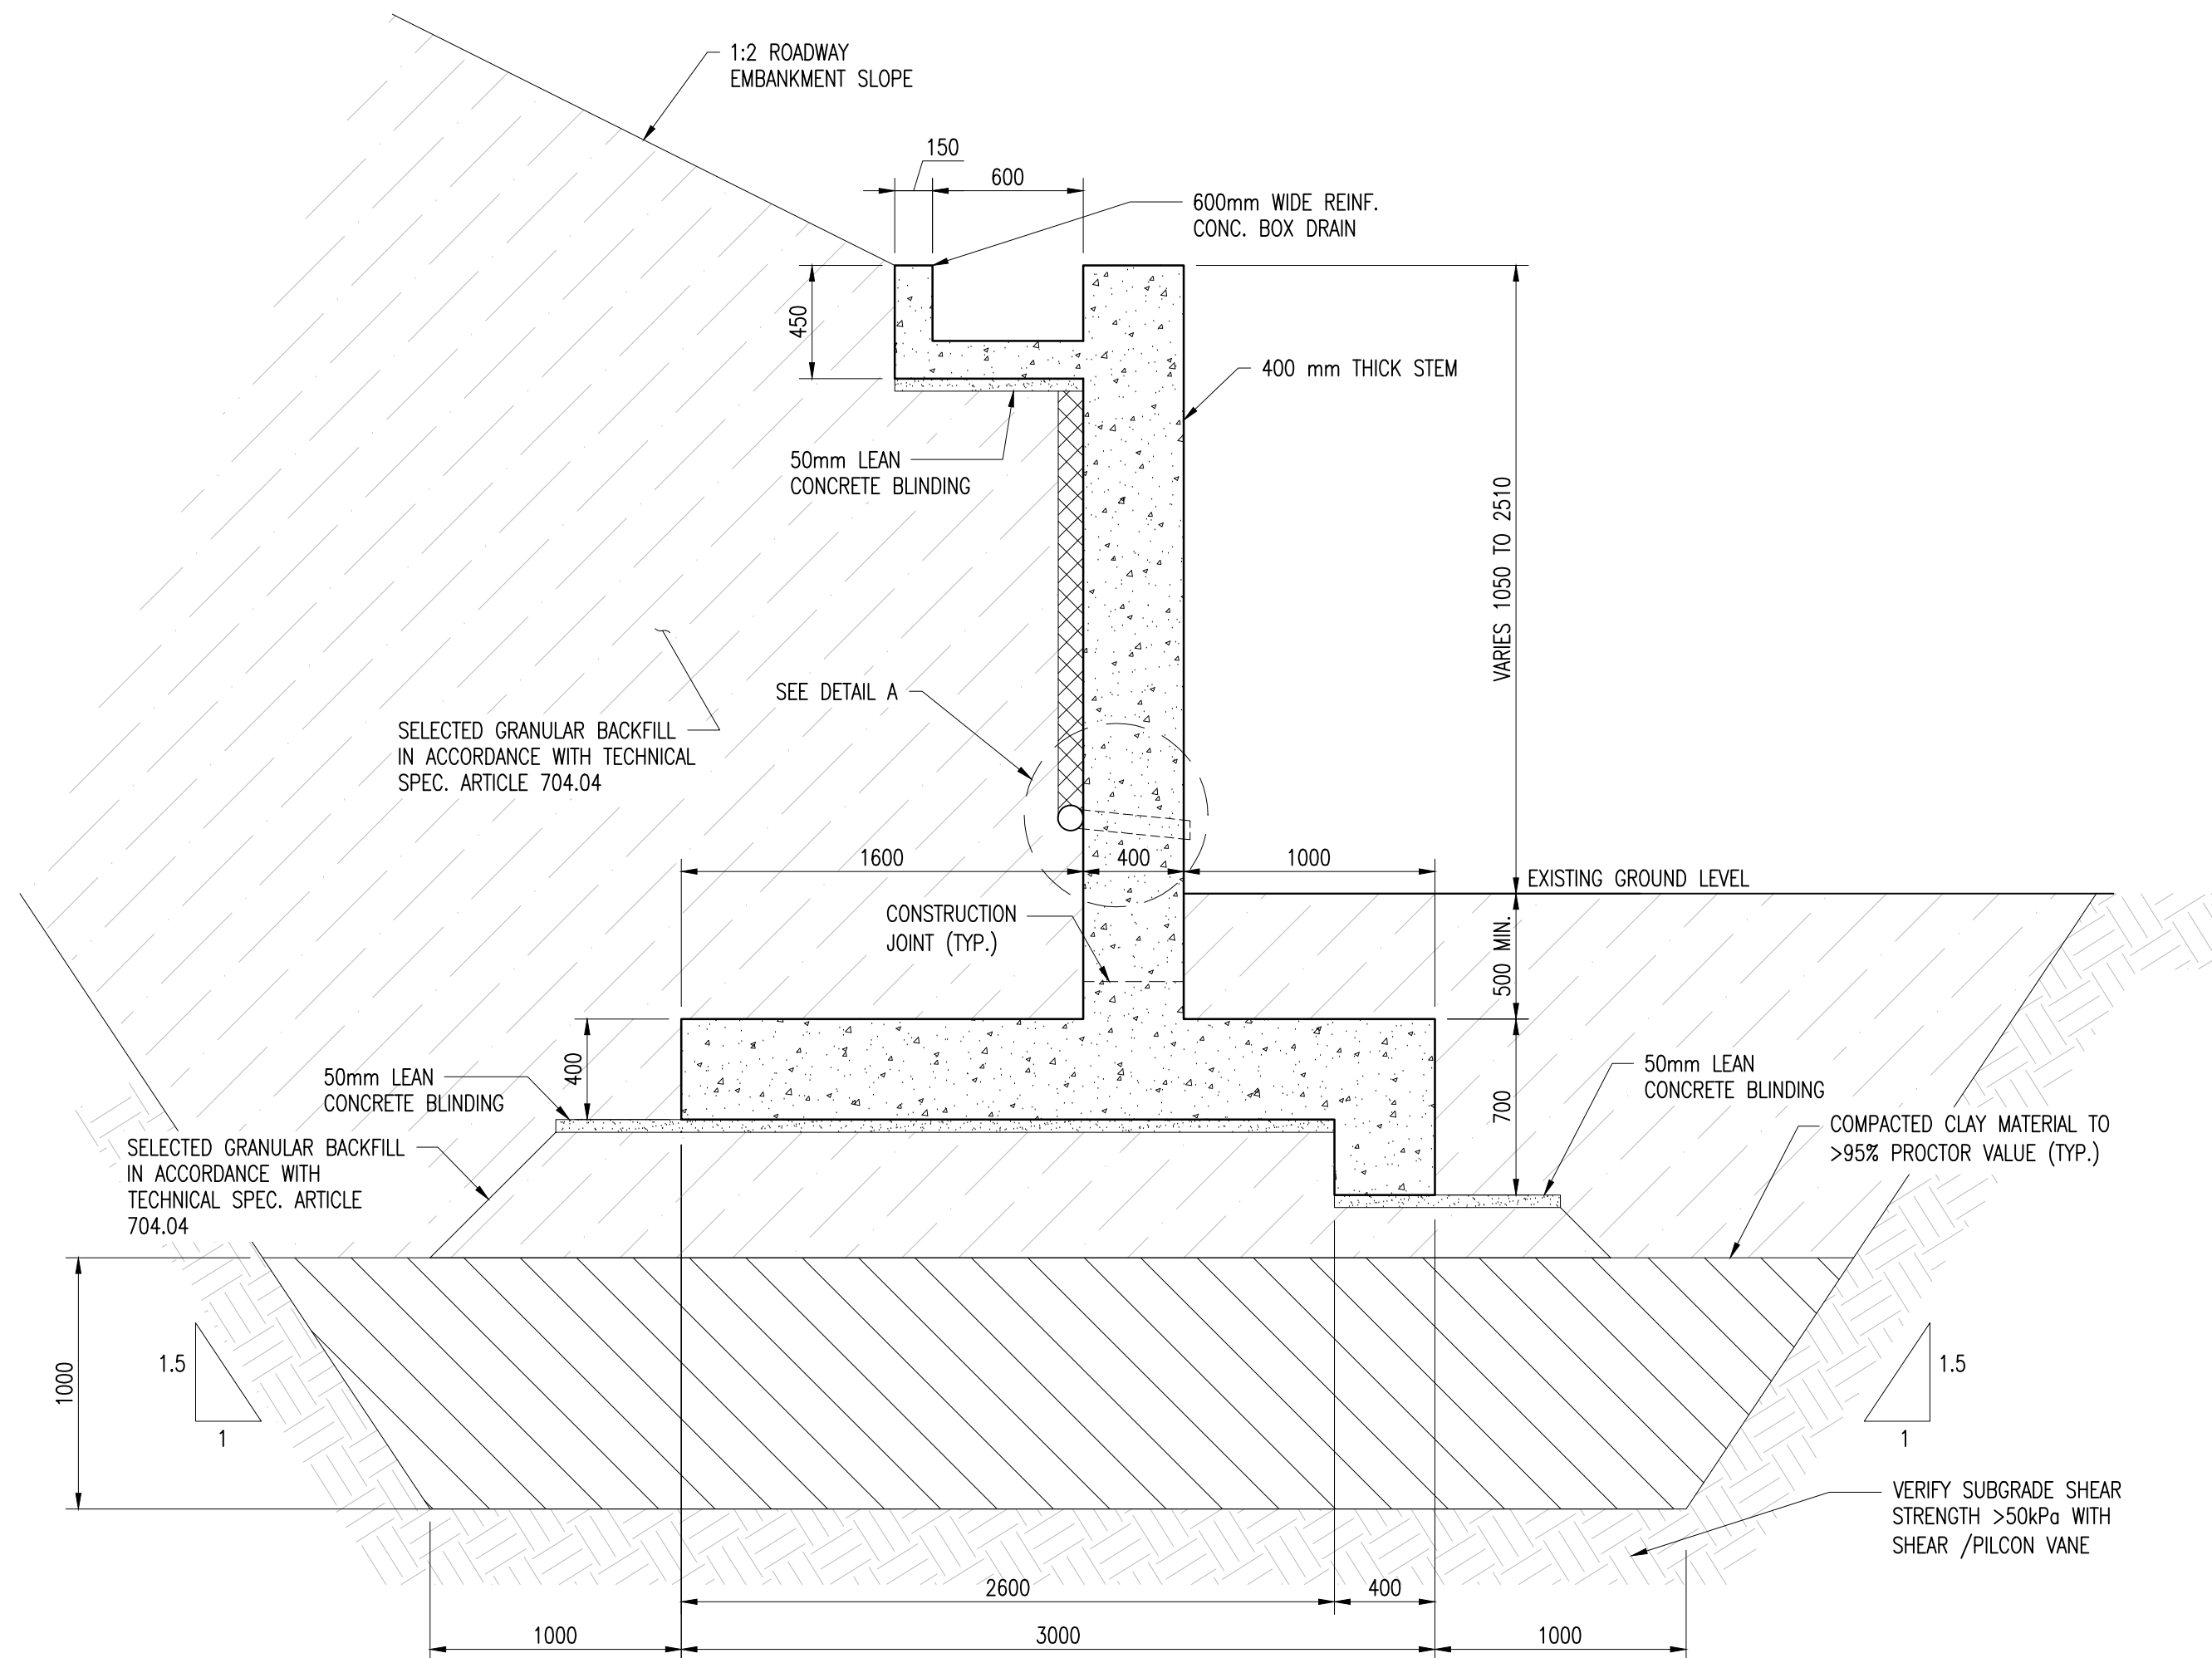 1:2 ROADWAY
EMBANKMENT SLOPE
150
600
600mm WIDE REINF.
CONC. BOX DRAIN
450
400 mm THICK STEM
50mm LEAN
CONCRETE BLINDING
VARIES 1050 TO 2510
SEE DETAIL A
SELECTED GRANULAR BACKFILL
IN ACCORDANCE WITH TECHNICAL
SPEC. ARTICLE 704.04
1600
400
1000
EXISTING GROUND LEVEL
CONSTRUCTION
JOINT (TYP.)
500 MIN.
400
50mm LEAN
CONCRETE BLINDING
50mm LEAN
CONCRETE BLINDING
700
COMPACTED CLAY MATERIAL TO
>95% PROCTOR VALUE (TYP.)
SELECTED GRANULAR BACKFILL
IN ACCORDANCE WITH
TECHNICAL SPEC. ARTICLE
704.04
1000
1.5
1
1.5
1
VERIFY SUBGRADE SHEAR
STRENGTH >50kPa WITH
SHEAR /PILCON VANE
2600
400
1000
3000
1000